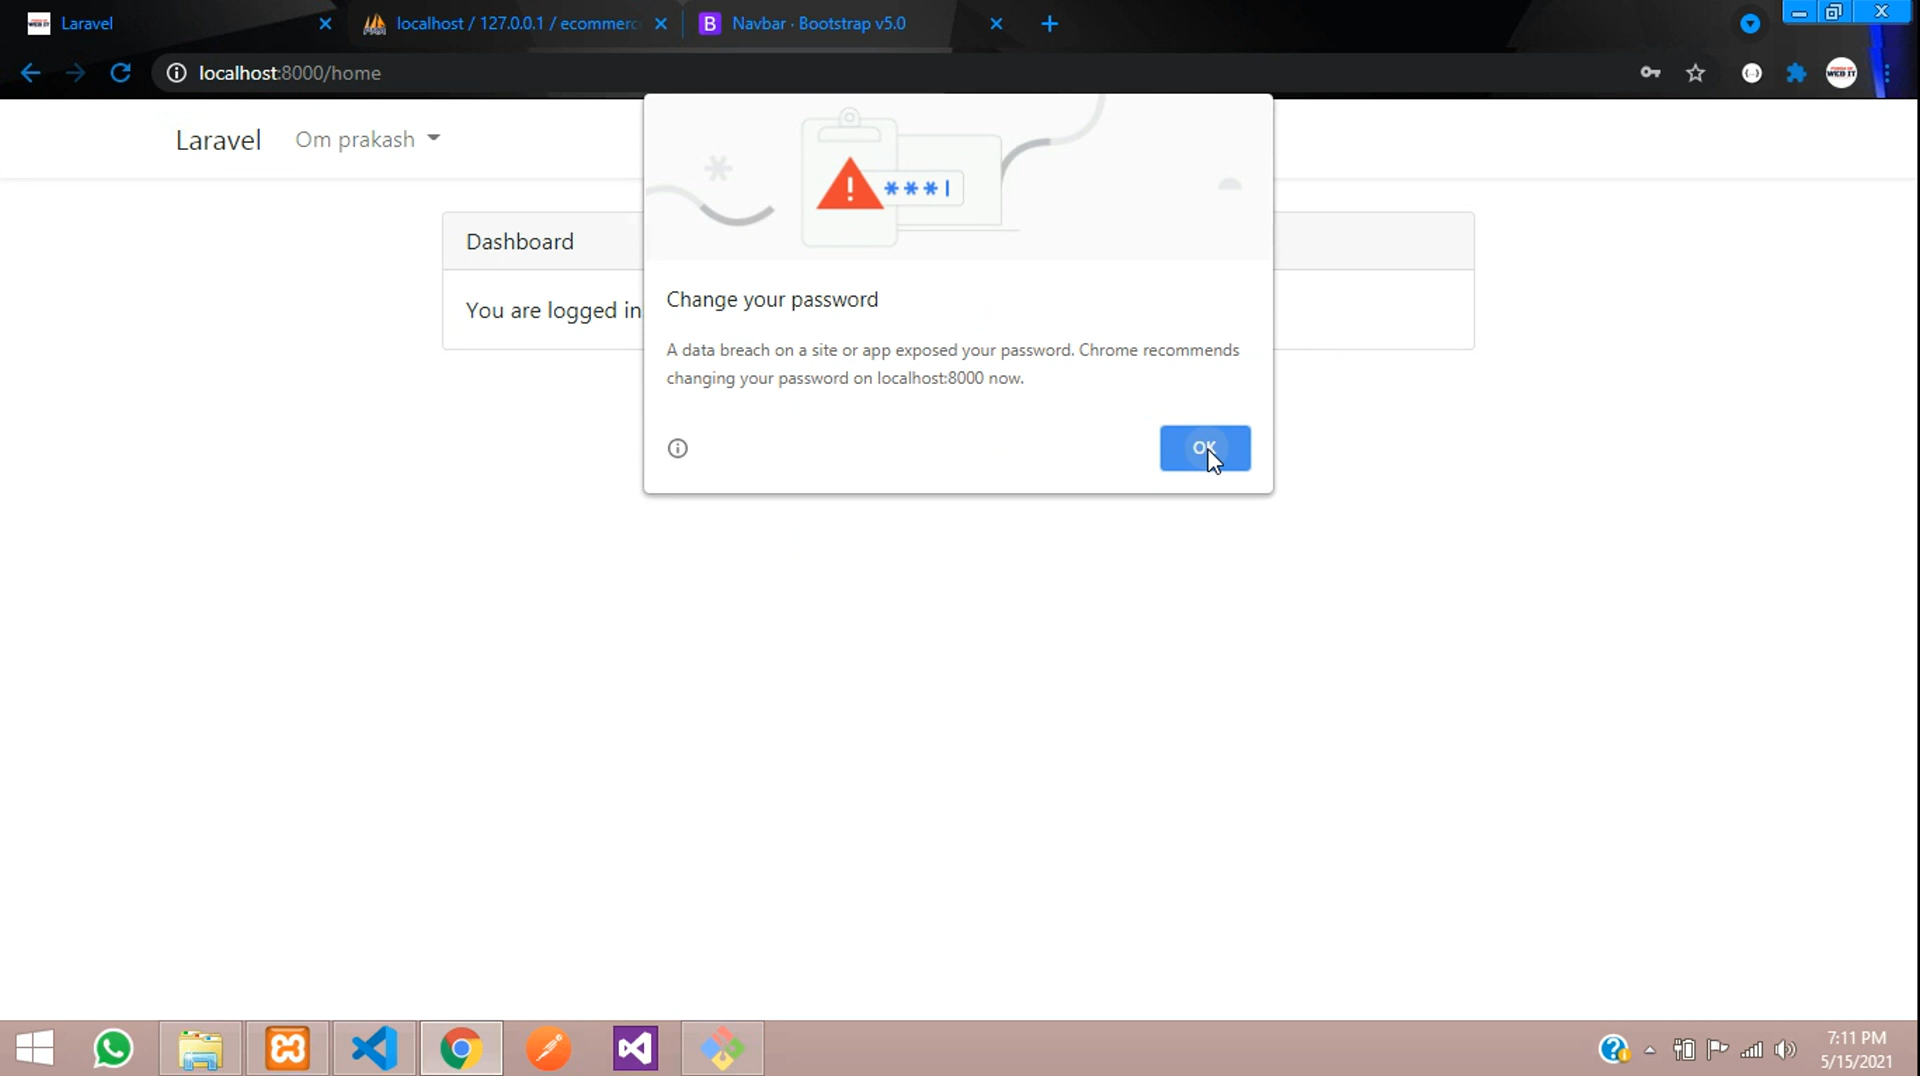 Laravel
localhost / 127.0.0.1 / ecommerc
Navbar · Bootstrap v5.0
localhost:8000/home
WEB IT
Laravel
Om prakash
***
Dashboard
You are logged in
Change your password
A data breach on a site or app exposed your password. Chrome recommends
changing your password on localhost:8000 now.
OK
7:11 PM
5/15/2021